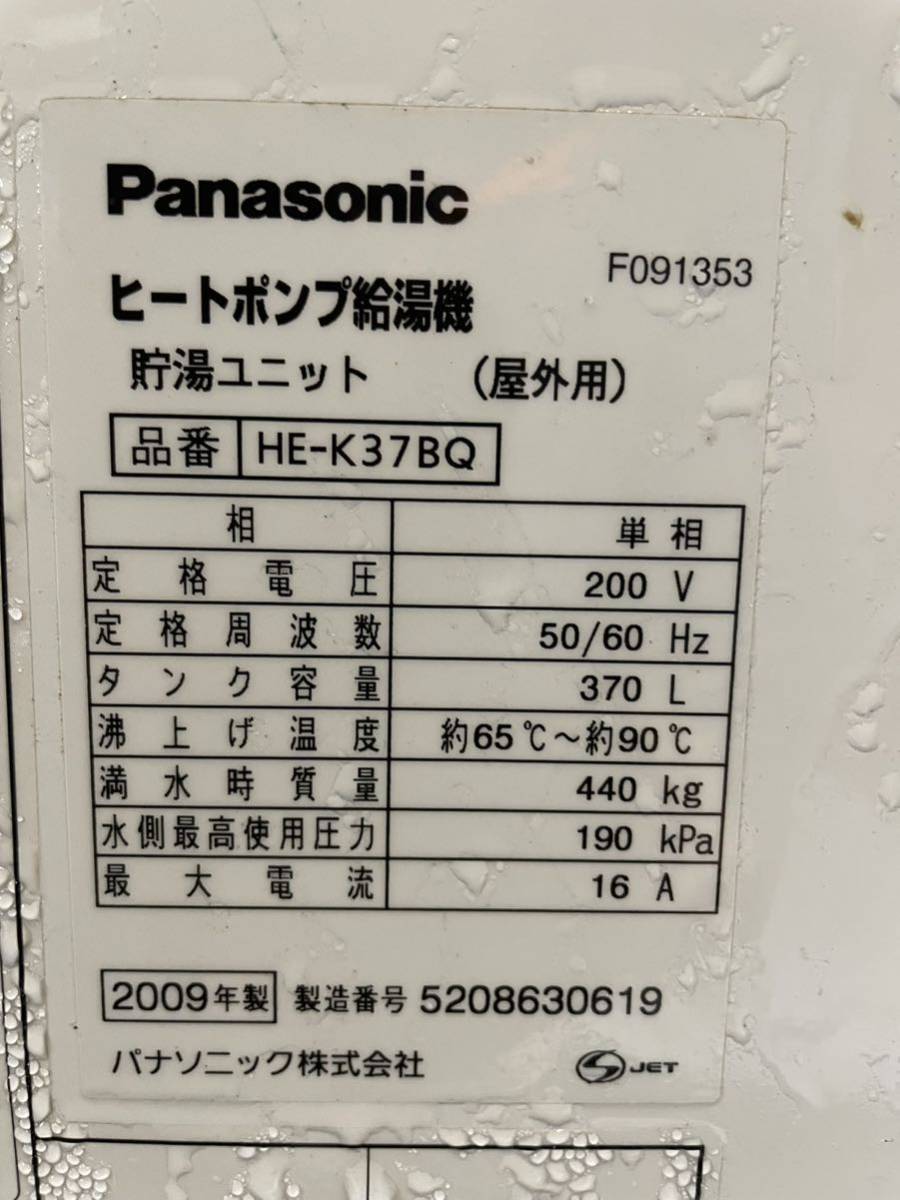 Panasonic
F091353
ヒートポンプ給湯機
貯湯ユニット （屋外用）
品番 HE-K37BQ
相 単相
定格電圧 200 V
定格周波数 50/60 Hz
タンク容量 370 L
沸上げ温度 約65℃～約90℃
満水時質量 440 kg
水側最高使用圧力 190 kPa
最大電流 16 A
2009年製 製造番号 5208630619
パナソニック株式会社 S JET